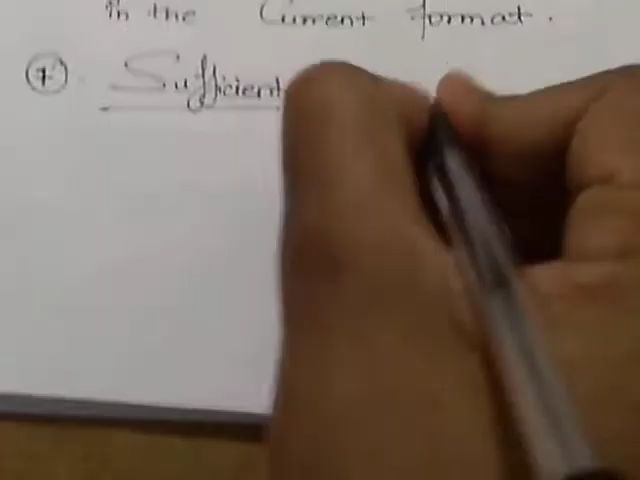 in the Current format.
7. Sufficient